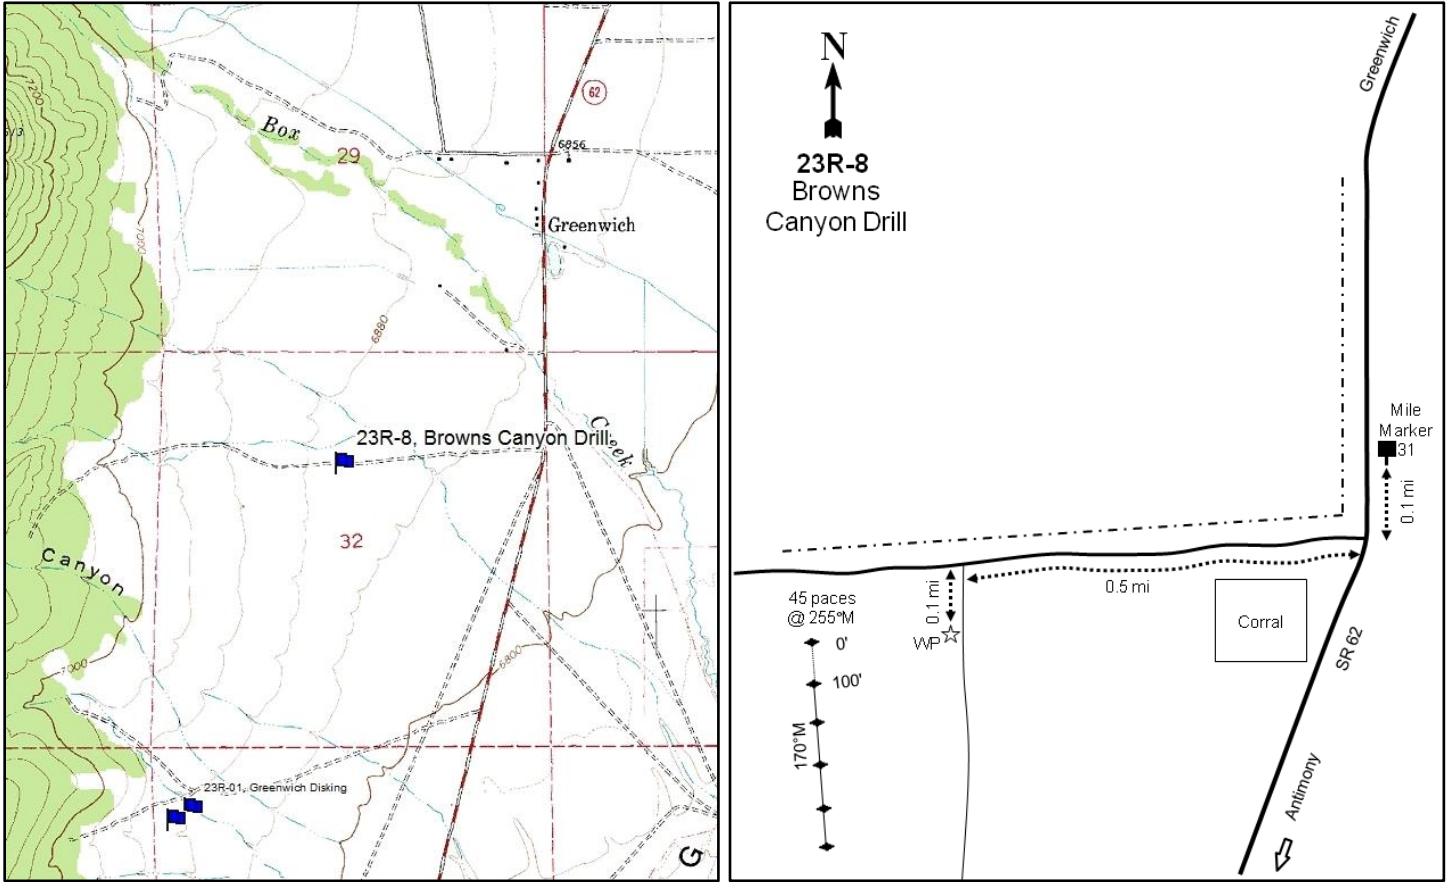 7200
62
Box
6856
29
Greenwich
7000
6880
23R-8, Browns Canyon Drill
Creek
32
Canyon
7000
6800
23R-01, Greenwich Disking
G
N
23R-8
Browns
Canyon Drill
Greenwich
Mile
Marker
31
0.1 mi
0.5 mi
0.1 mi
45 paces
@ 255°M
WP
0'
100'
170°M
Corral
SR 62
Antimony